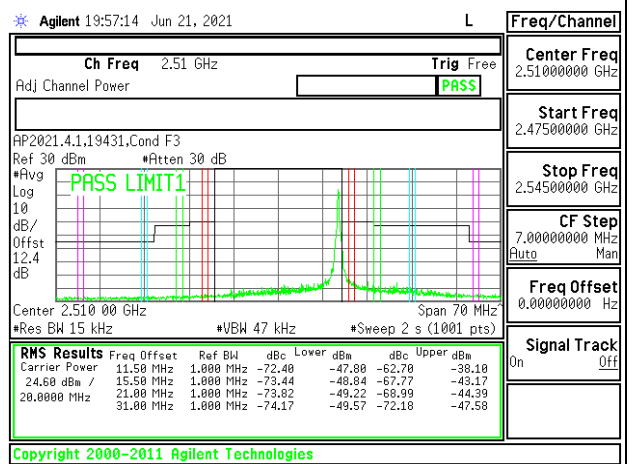 Agilent 19:57:14 Jun 21, 2021 L
Ch Freq 2.51 GHz Trig Free
Adj Channel Power PASS
AP2021.4.1,19431,Cond F3
Ref 30 dBm #Atten 30 dB
#Avg
Log
10
dB/
Offst
12.4
dB
PASS LIMIT1
Center 2.510 00 GHz Span 70 MHz^
#Res BW 15 kHz #VBW 47 kHz #Sweep 2 s (1001 pts)
RMS Results Freq Offset Ref BW dBc Lower dBm dBc Upper dBm
Carrier Power 11.50 MHz 1.000 MHz -72.40 -47.80 -62.70 -38.10
24.60 dBm / 15.50 MHz 1.000 MHz -73.44 -48.84 -67.77 -43.17
20.0000 MHz 21.00 MHz 1.000 MHz -73.82 -49.22 -68.99 -44.39
31.00 MHz 1.000 MHz -74.17 -49.57 -72.18 -47.58
Copyright 2000-2011 Agilent Technologies
Freq/Channel
Center Freq
2.51000000 GHz
Start Freq
2.47500000 GHz
Stop Freq
2.54500000 GHz
CF Step
7.00000000 MHz
Auto Man
Freq Offset
0.00000000 Hz
Signal Track
On Off